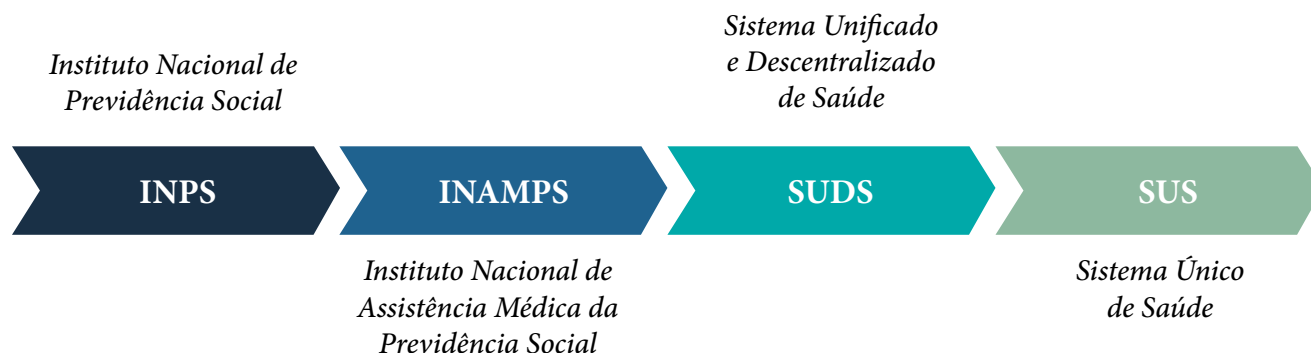 Instituto Nacional de
Previdência Social
Sistema Unificado
e Descentralizado
de Saúde
INPS
INAMPS
SUDS
SUS
Instituto Nacional de
Assistência Médica da
Previdência Social
Sistema Único
de Saúde